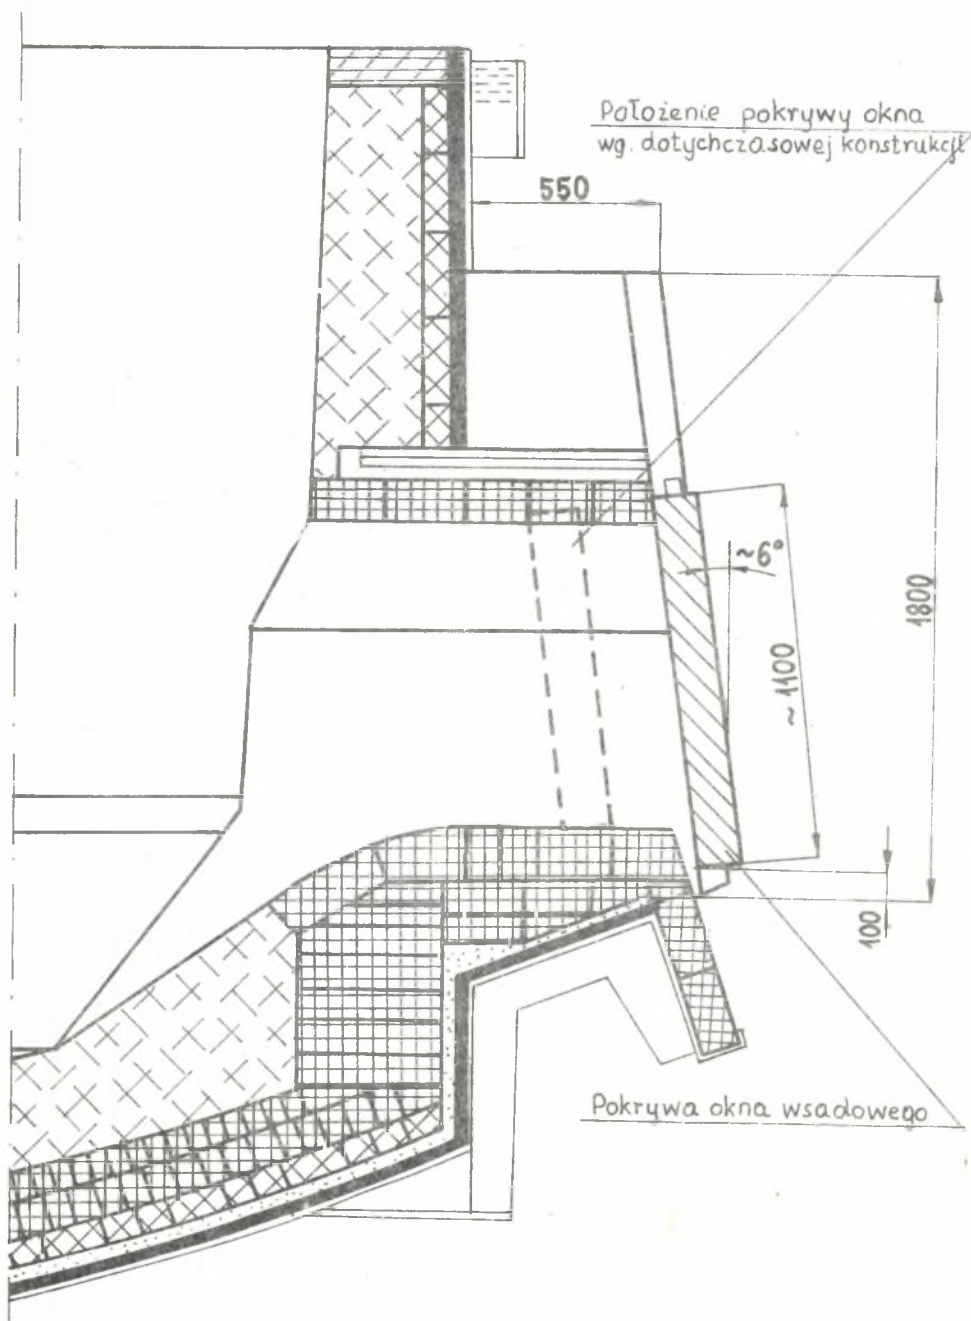 Położenie pokrywy okna
wg. dotychczasowej konstrukcji
550
~6°
1800
~1100
100
Pokrywa okna wsadowego